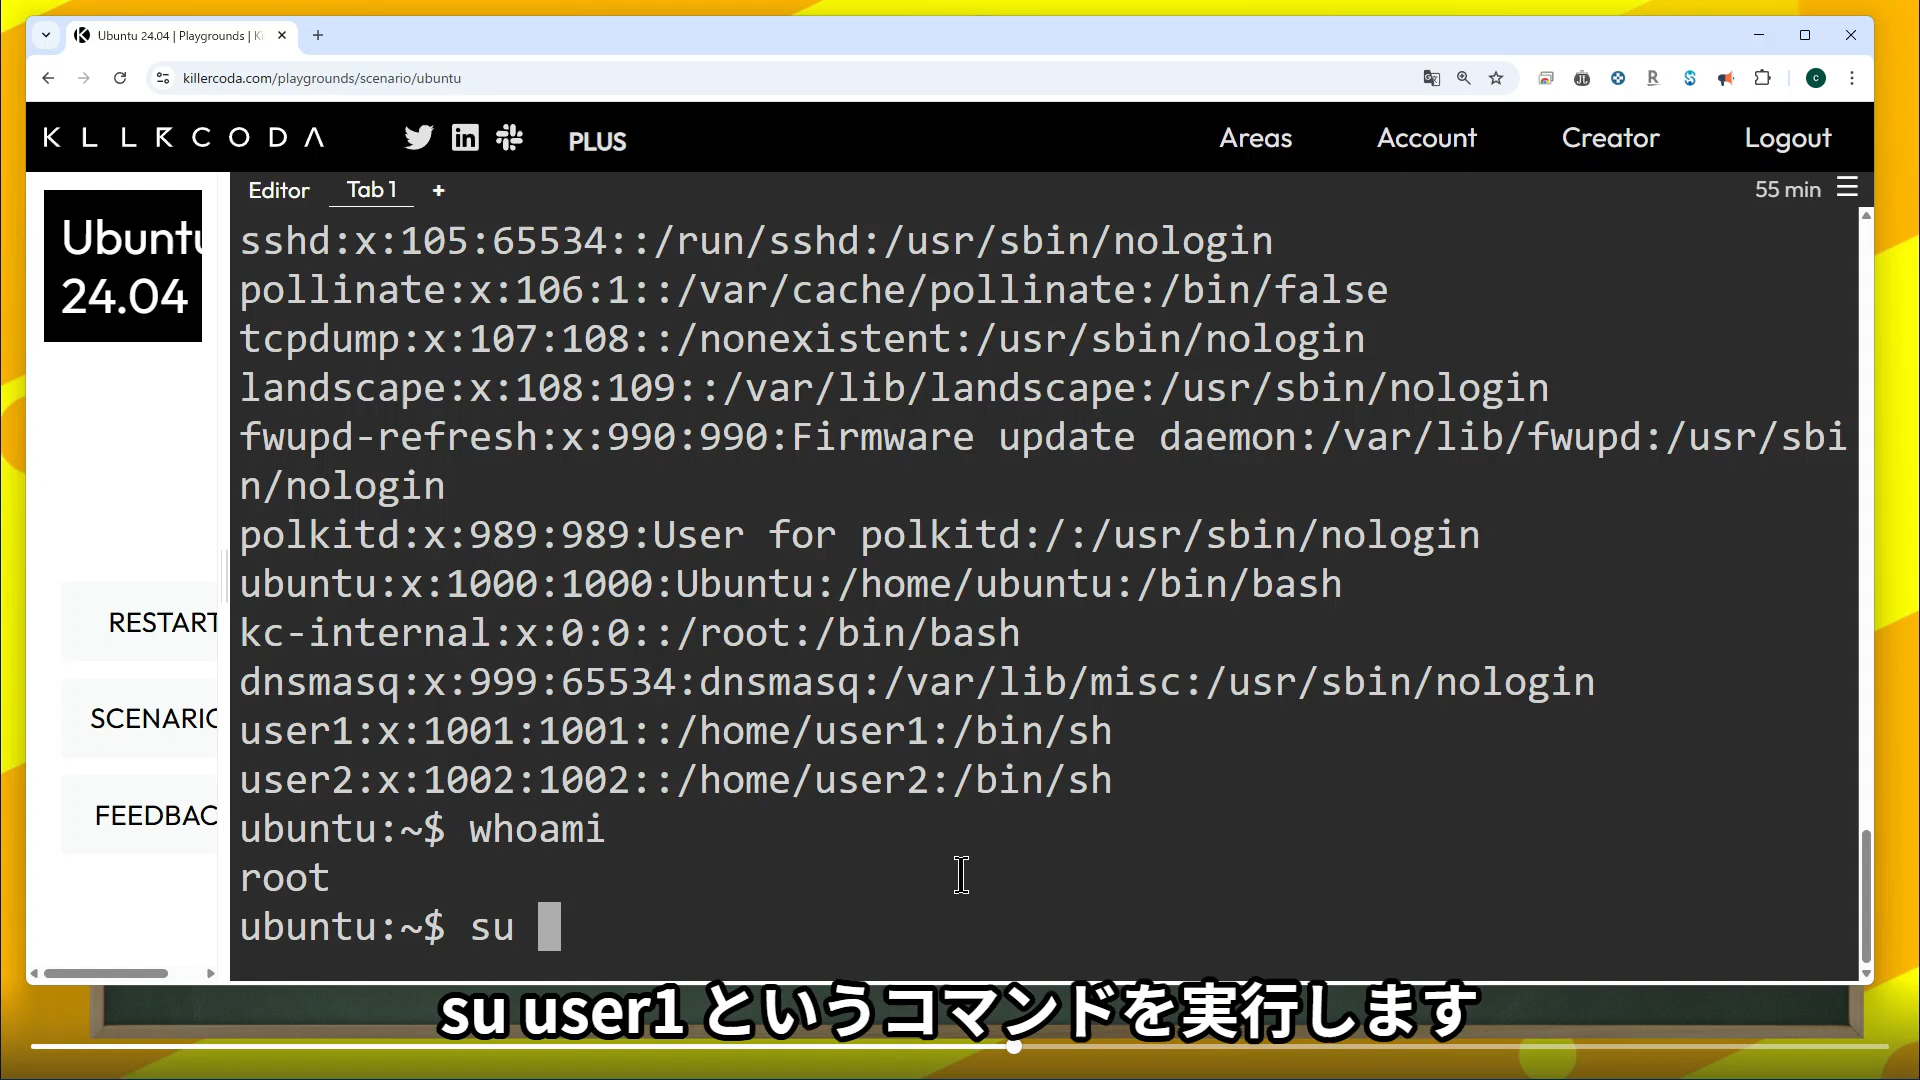 Ubuntu 24.04 | Playgrounds | Ki
killercoda.com/playgrounds/scenario/ubuntu
KLLRCODA
PLUS
Areas
Account
Creator
Logout
Ubuntu
24.04
RESTART
SCENARIO
FEEDBAC
Editor
Tab 1
+
55 min
sshd:x:105:65534::/run/sshd:/usr/sbin/nologin
pollinate:x:106:1::/var/cache/pollinate:/bin/false
tcpdump:x:107:108::/nonexistent:/usr/sbin/nologin
landscape:x:108:109::/var/lib/landscape:/usr/sbin/nologin
fwupd-refresh:x:990:990:Firmware update daemon:/var/lib/fwupd:/usr/sbi
n/nologin
polkitd:x:989:989:User for polkitd:/:/usr/sbin/nologin
ubuntu:x:1000:1000:Ubuntu:/home/ubuntu:/bin/bash
kc-internal:x:0:0::/root:/bin/bash
dnsmasq:x:999:65534:dnsmasq:/var/lib/misc:/usr/sbin/nologin
user1:x:1001:1001::/home/user1:/bin/sh
user2:x:1002:1002::/home/user2:/bin/sh
ubuntu:~$ whoami
root
ubuntu:~$ su
su user1 というコマンドを実行します